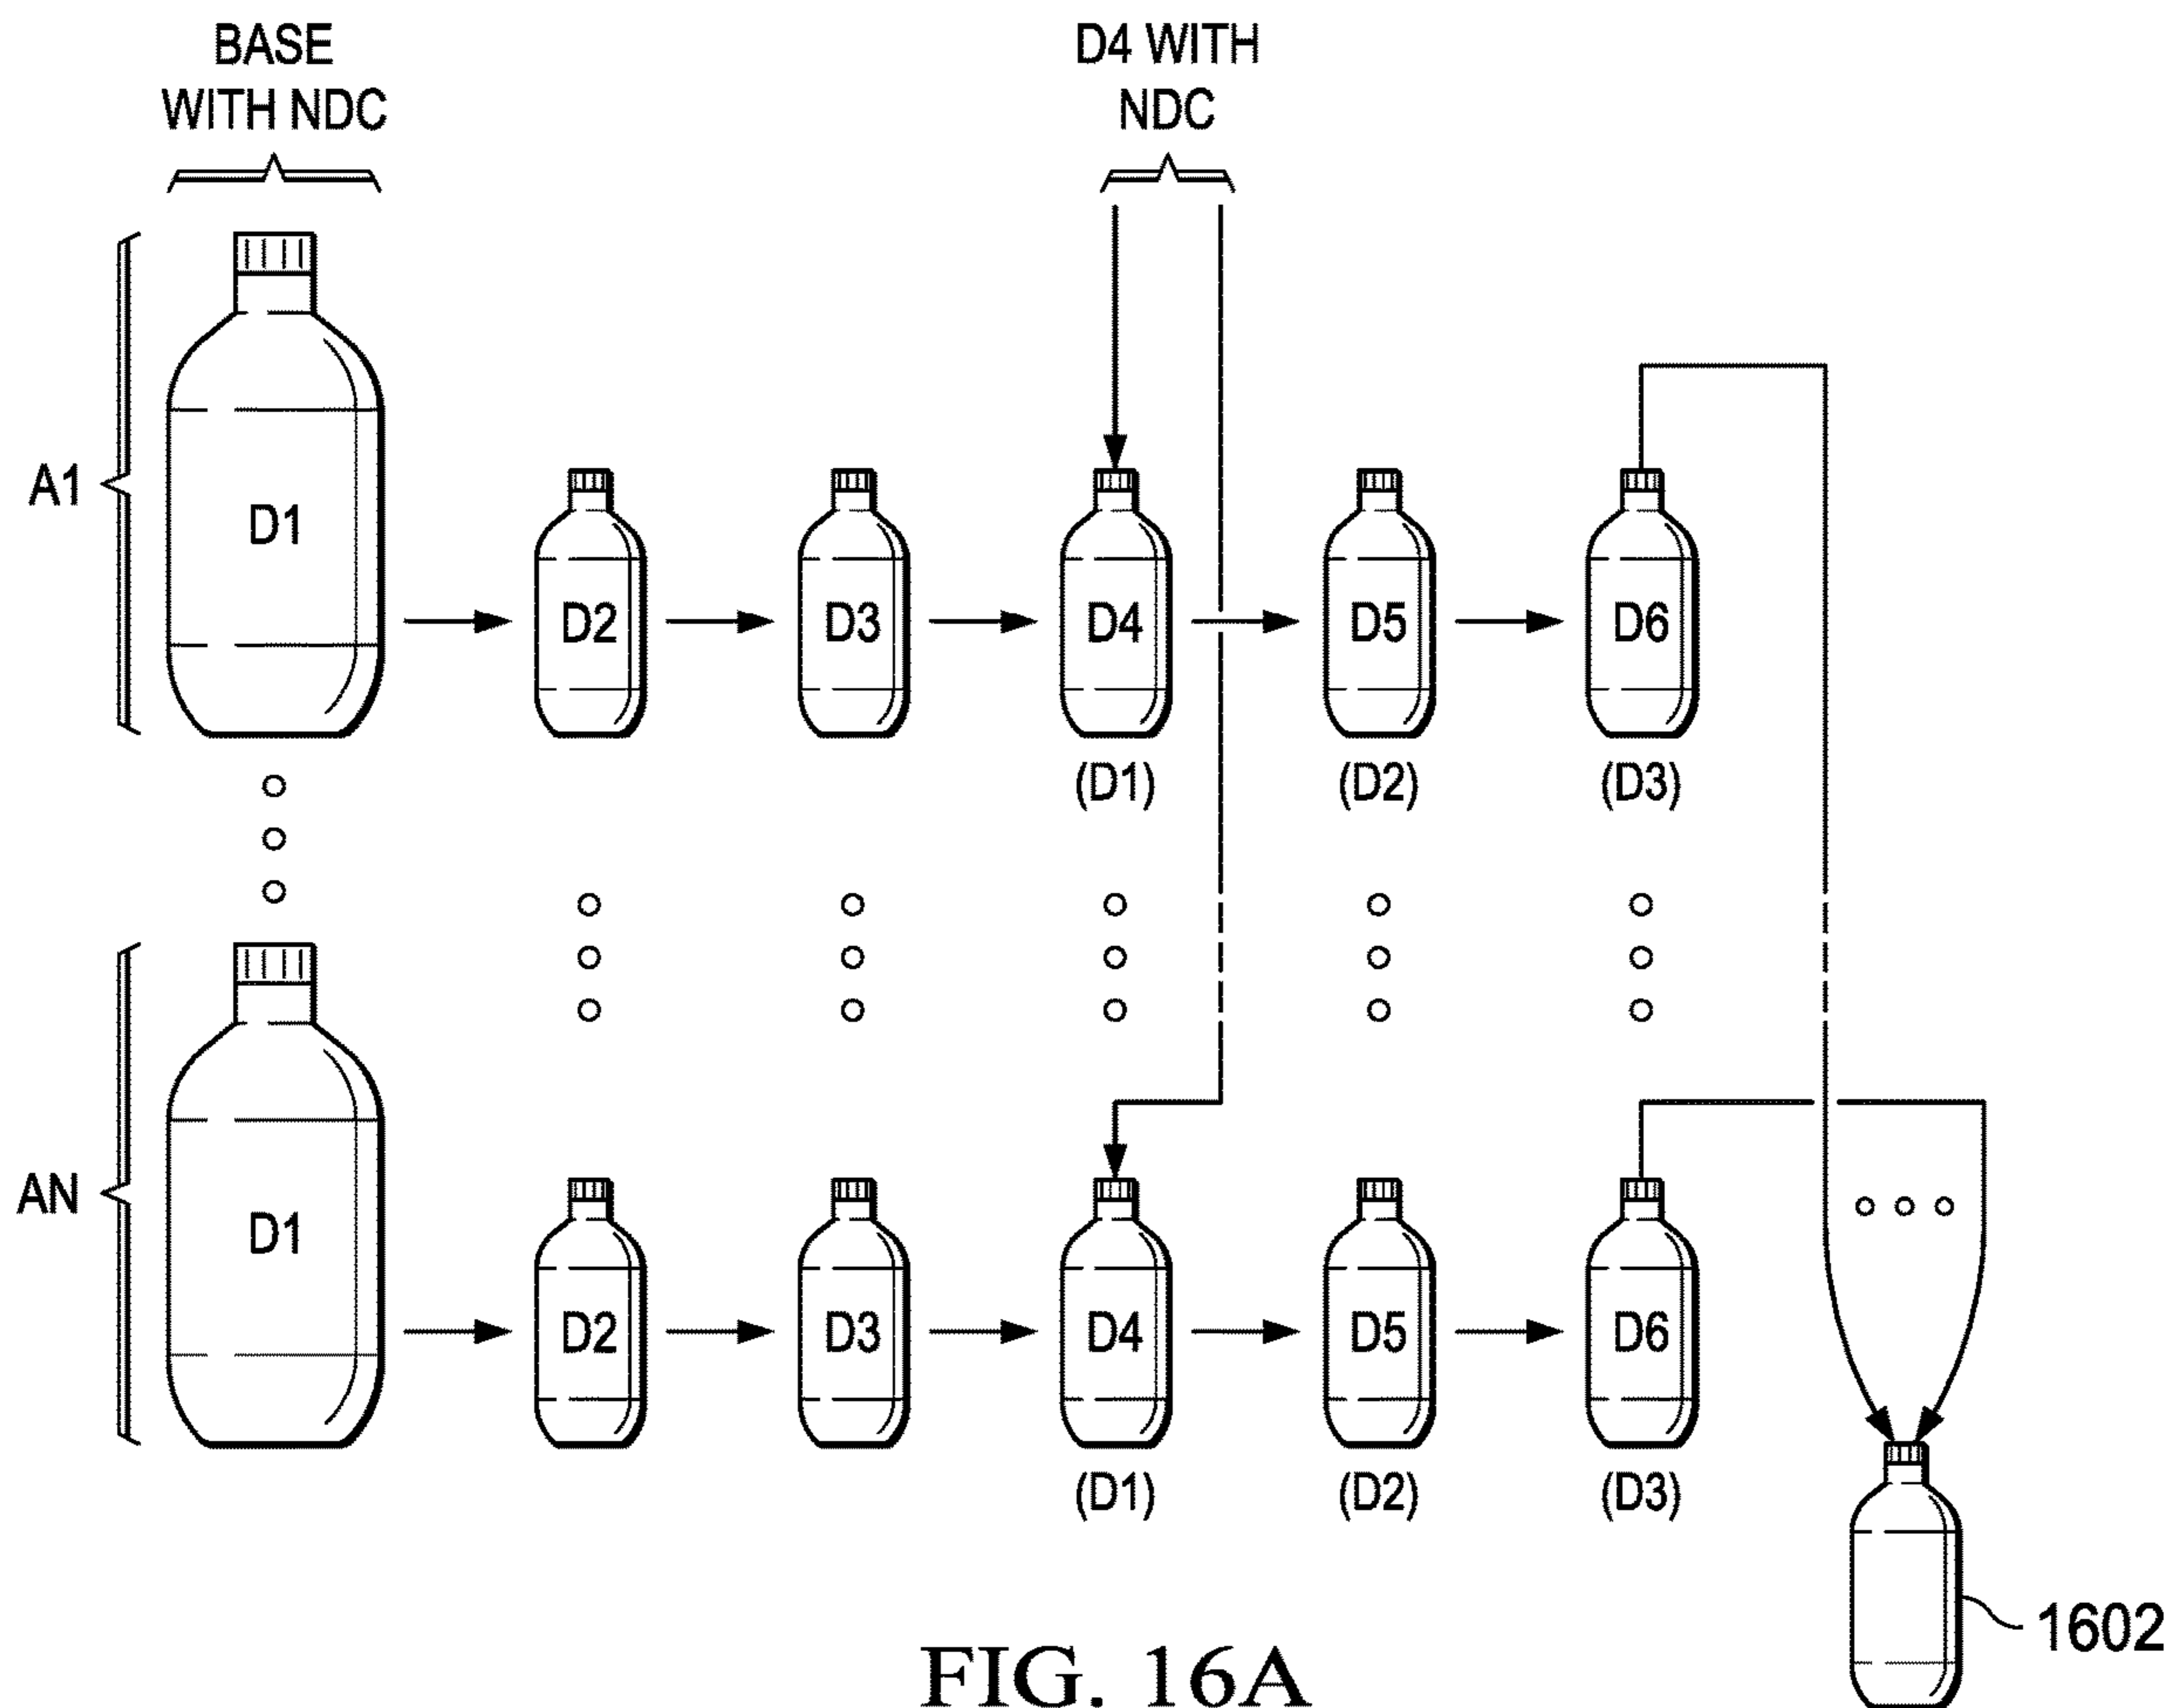 BASE
WITH NDC
D4 WITH
NDC
A1
D1
D2
D3
D4
D5
D6
(D1)
(D2)
(D3)
AN
D1
D2
D3
D4
D5
D6
(D1)
(D2)
(D3)
1602
FIG. 16A